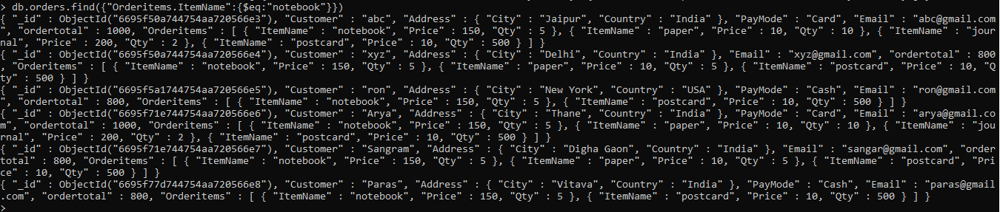 > db.orders.find({"Orderitems.ItemName":{$eq:"notebook"}})
{ "_id" : ObjectId("6695f50a744754aa720566e3"), "Customer" : "abc", "Address" : { "City" : "Jaipur", "Country" : "India" }, "PayMode" : "Card", "Email" : "abc@gmail.com
", "ordertotal" : 1000, "Orderitems" : [ { "ItemName" : "notebook", "Price" : 150, "Qty" : 5 }, { "ItemName" : "paper", "Price" : 10, "Qty" : 10 }, { "ItemName" : "jour
nal", "Price" : 200, "Qty" : 2 }, { "ItemName" : "postcard", "Price" : 10, "Qty" : 500 } ] }
{ "_id" : ObjectId("6695f50a744754aa720566e4"), "Customer" : "xyz", "Address" : { "City" : "Delhi", "Country" : "India" }, "Email" : "xyz@gmail.com", "ordertotal" : 800,
"Orderitems" : [ { "ItemName" : "notebook", "Price" : 150, "Qty" : 5 }, { "ItemName" : "paper", "Price" : 10, "Qty" : 5 }, { "ItemName" : "postcard", "Price" : 10, "Q
ty" : 500 } ] }
{ "_id" : ObjectId("6695f5a1744754aa720566e5"), "Customer" : "ron", "Address" : { "City" : "New York", "Country" : "USA" }, "PayMode" : "Cash", "Email" : "ron@gmail.com
", "ordertotal" : 800, "Orderitems" : [ { "ItemName" : "notebook", "Price" : 150, "Qty" : 5 }, { "ItemName" : "postcard", "Price" : 10, "Qty" : 500 } ] }
{ "_id" : ObjectId("6695f71e744754aa720566e6"), "Customer" : "Arya", "Address" : { "City" : "Thane", "Country" : "India" }, "PayMode" : "Card", "Email" : "arya@gmail.co
m", "ordertotal" : 1000, "Orderitems" : [ { "ItemName" : "notebook", "Price" : 150, "Qty" : 5 }, { "ItemName" : "paper", "Price" : 10, "Qty" : 10 }, { "ItemName" : "jou
rnal", "Price" : 200, "Qty" : 2 }, { "ItemName" : "postcard", "Price" : 10, "Qty" : 500 } ] }
{ "_id" : ObjectId("6695f71e744754aa720566e7"), "Customer" : "Sangram", "Address" : { "City" : "Digha Gaon", "Country" : "India" }, "Email" : "sangar@gmail.com", "order
total" : 800, "Orderitems" : [ { "ItemName" : "notebook", "Price" : 150, "Qty" : 5 }, { "ItemName" : "paper", "Price" : 10, "Qty" : 5 }, { "ItemName" : "postcard", "Pri
ce" : 10, "Qty" : 500 } ] }
{ "_id" : ObjectId("6695f77d744754aa720566e8"), "Customer" : "Paras", "Address" : { "City" : "Vitava", "Country" : "India" }, "PayMode" : "Cash", "Email" : "paras@gmail
.com", "ordertotal" : 800, "Orderitems" : [ { "ItemName" : "notebook", "Price" : 150, "Qty" : 5 }, { "ItemName" : "postcard", "Price" : 10, "Qty" : 500 } ] }
>